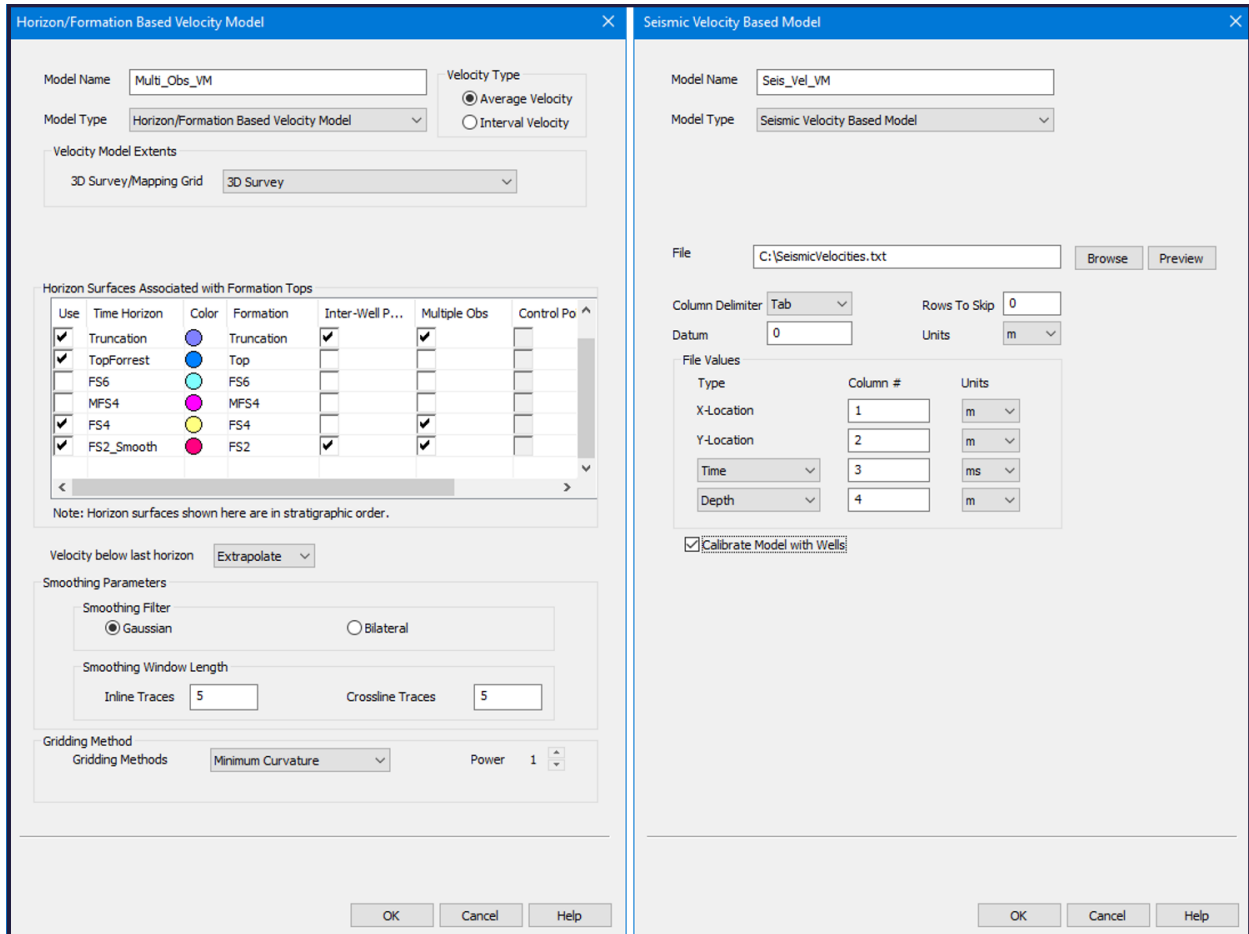 Horizon/Formation Based Velocity Model
Model Name Multi_Obs_VM
Velocity Type
Average Velocity
Model Type Horizon/Formation Based Velocity Model
Interval Velocity
Velocity Model Extents
3D Survey/Mapping Grid 3D Survey
Horizon Surfaces Associated with Formation Tops
Use Time Horizon Color Formation Inter-Well P... Multiple Obs Control Po
Truncation Truncation
TopForrest Top
FS6 FS6
MFS4 MFS4
FS4 FS4
FS2_Smooth FS2
Note: Horizon surfaces shown here are in stratigraphic order.
Velocity below last horizon Extrapolate
Smoothing Parameters
Smoothing Filter
Gaussian Bilateral
Smoothing Window Length
Inline Traces 5 Crossline Traces 5
Gridding Method
Gridding Methods Minimum Curvature Power 1
OK Cancel Help
Seismic Velocity Based Model
Model Name Seis_Vel_VM
Model Type Seismic Velocity Based Model
File C:\SeismicVelocities.txt Browse Preview
Column Delimiter Tab Rows To Skip 0
Datum 0 Units m
File Values
Type Column # Units
X-Location 1 m
Y-Location 2 m
Time 3 ms
Depth 4 m
Calibrate Model with Wells
OK Cancel Help